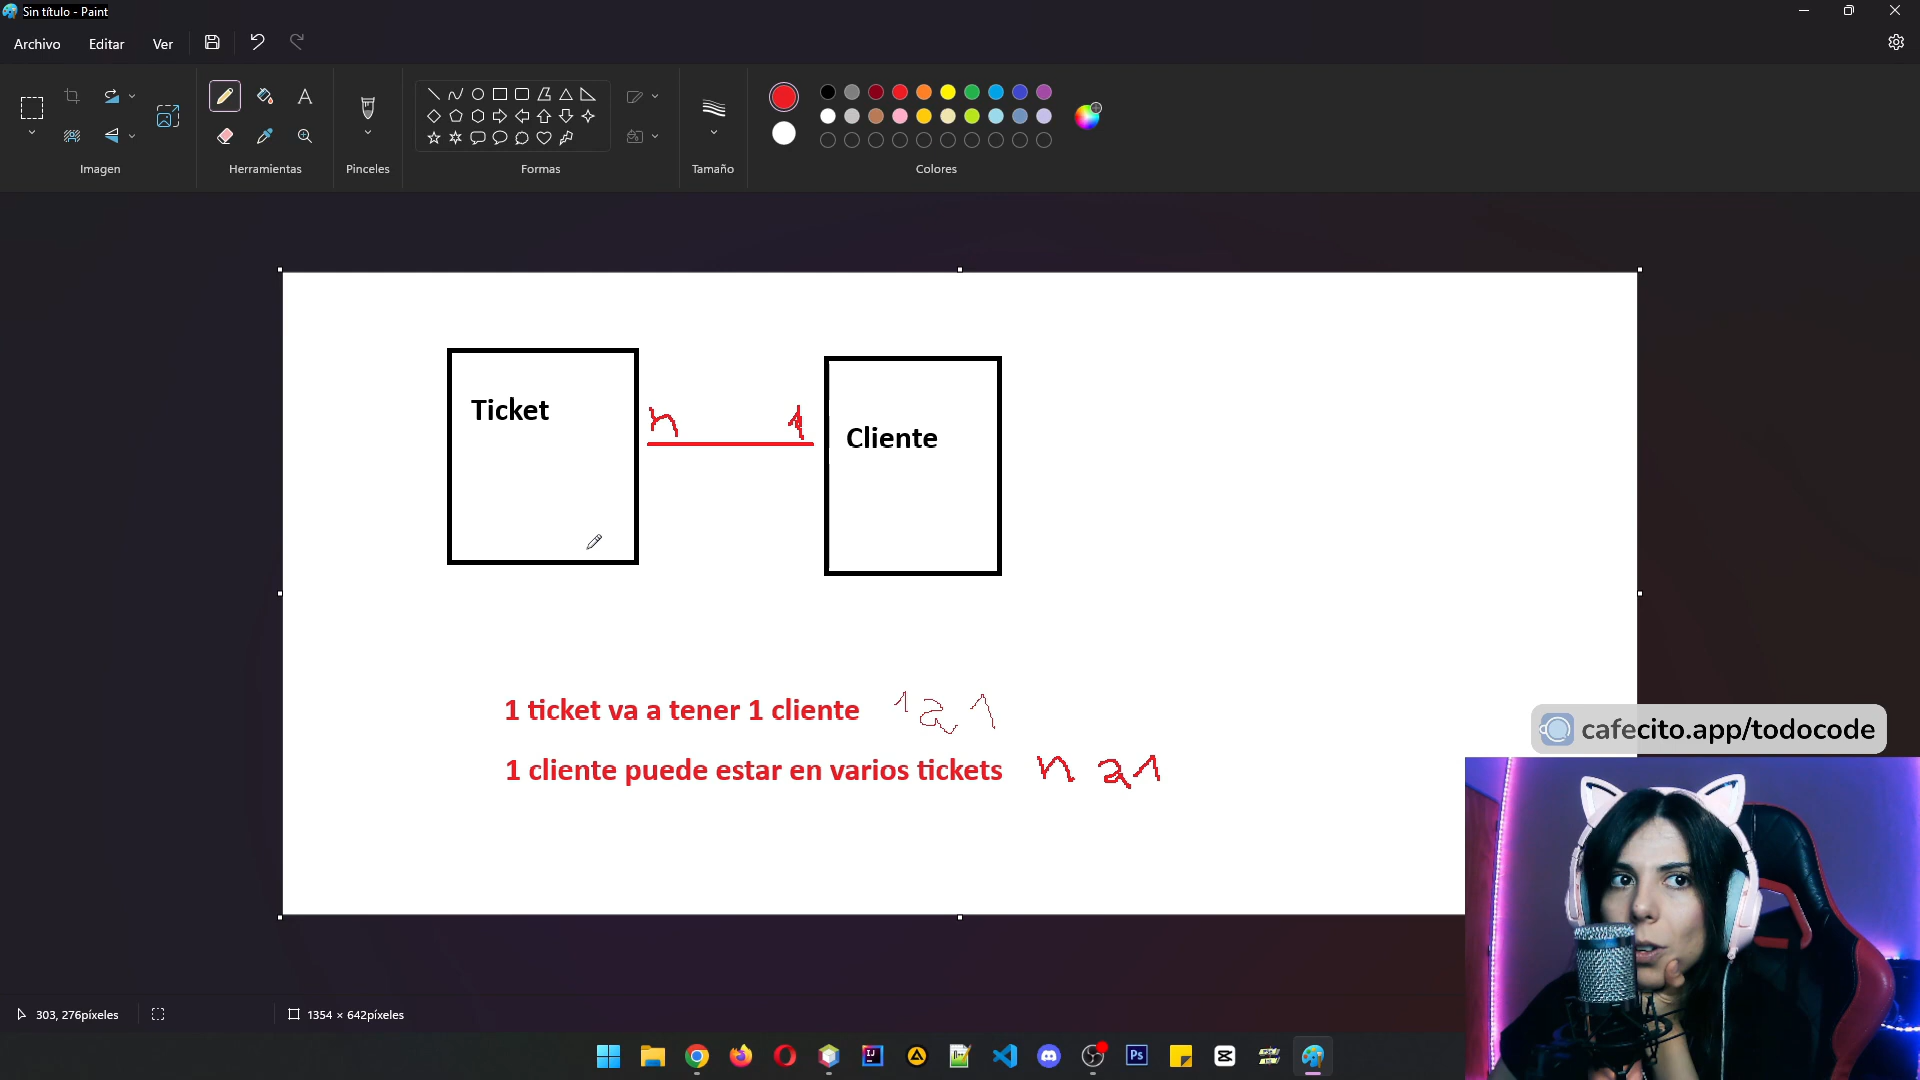 Sin título - Paint
Archivo Editar Ver
Imagen Herramientas Pinceles Formas Tamaño Colores
Ticket n 1 Cliente
1 ticket va a tener 1 cliente 1 a 1
1 cliente puede estar en varios tickets n a 1
cafecito.app/todocode
303, 276píxeles 1354 × 642píxeles